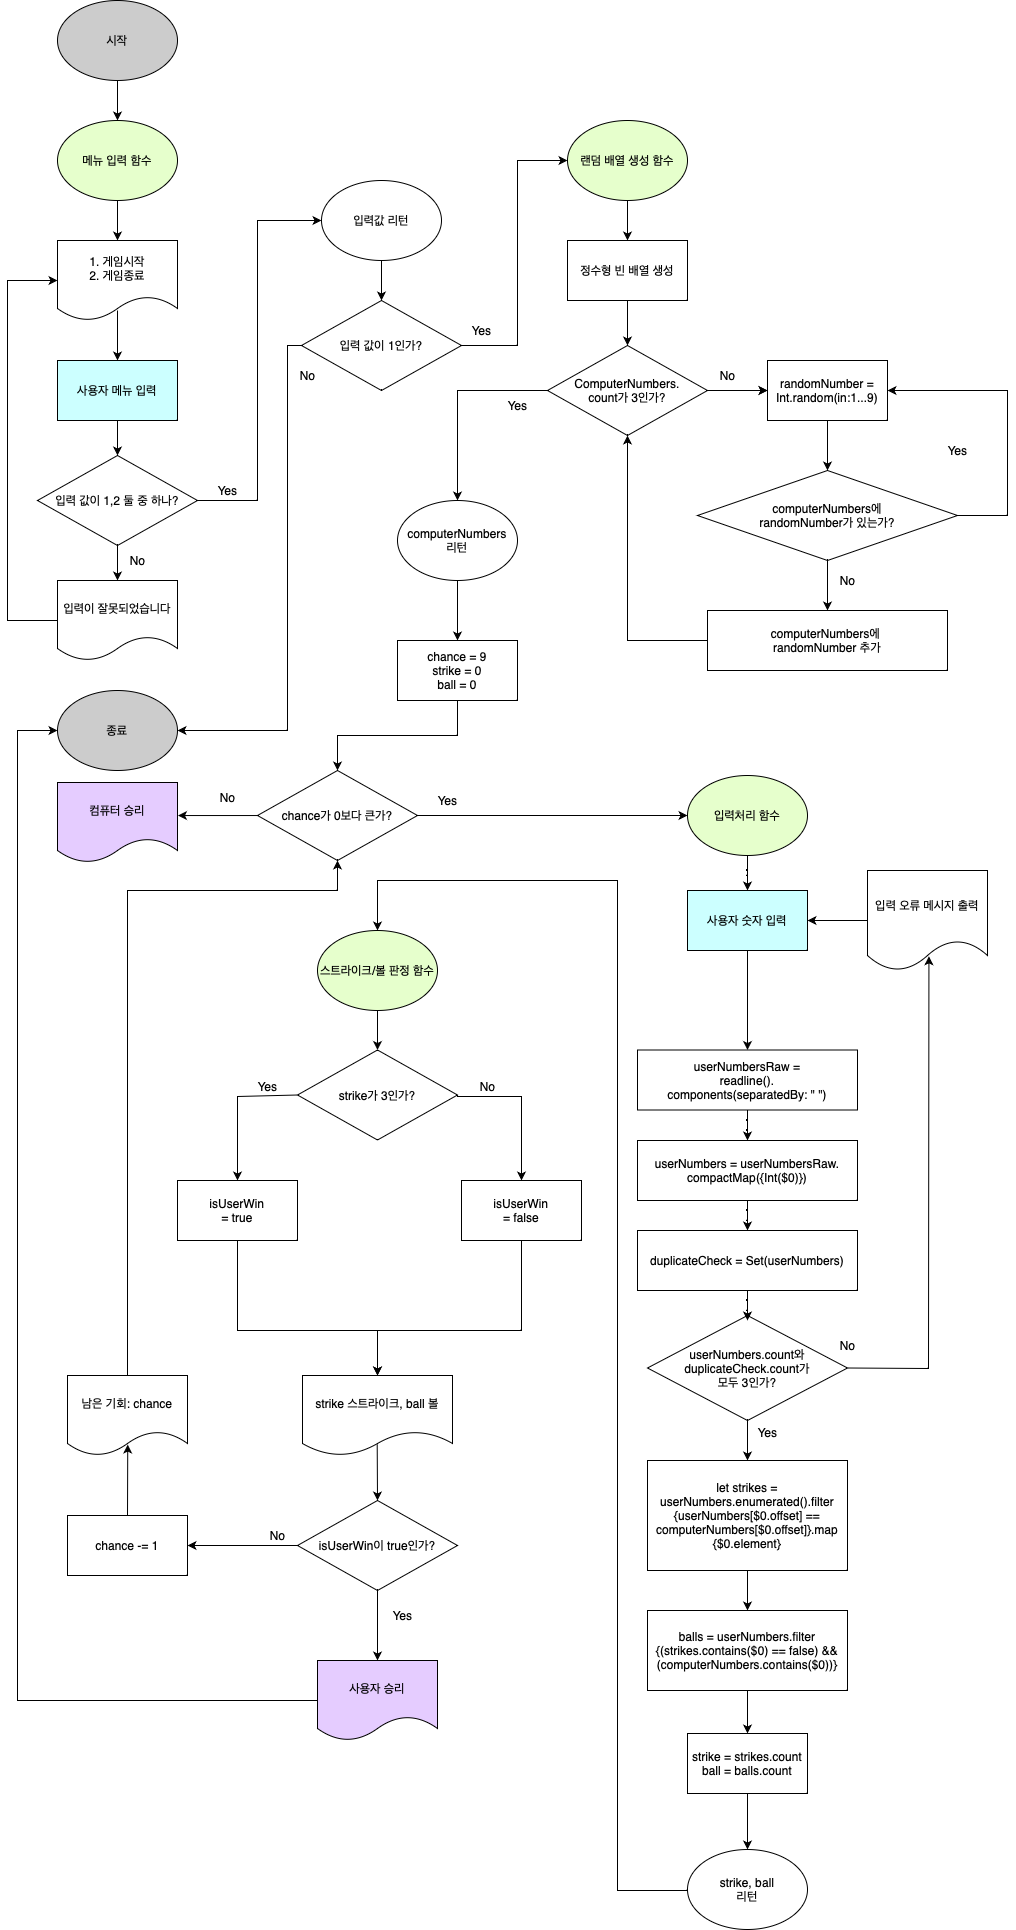 시작
메뉴 입력 함수
1. 게임시작
2. 게임종료
사용자 메뉴 입력
입력 값이 1,2 둘 중 하나?
Yes
No
입력이 잘못되었습니다
입력값 리턴
입력 값이 1인가?
Yes
No
랜덤 배열 생성 함수
정수형 빈 배열 생성
ComputerNumbers.
count가 3인가?
No
Yes
randomNumber =
Int.random(in:1...9)
Yes
computerNumbers에
randomNumber가 있는가?
No
computerNumbers에
randomNumber 추가
computerNumbers
리턴
chance = 9
strike = 0
ball = 0
종료
컴퓨터 승리
No
chance가 0보다 큰가?
Yes
입력처리 함수
사용자 숫자 입력
입력 오류 메시지 출력
userNumbersRaw =
readline().
components(separatedBy: " ")
userNumbers = userNumbersRaw.
compactMap({Int($0)})
duplicateCheck = Set(userNumbers)
userNumbers.count와
duplicateCheck.count가
모두 3인가?
No
Yes
let strikes =
userNumbers.enumerated().filter
{userNumbers[$0.offset] ==
computerNumbers[$0.offset]}.map
{$0.element}
balls = userNumbers.filter
{(strikes.contains($0) == false) &&
(computerNumbers.contains($0))}
strike = strikes.count
ball = balls.count
strike, ball
리턴
스트라이크/볼 판정 함수
strike가 3인가?
Yes
No
isUserWin
= true
isUserWin
= false
strike 스트라이크, ball 볼
isUserWin이 true인가?
No
chance -= 1
남은 기회: chance
Yes
사용자 승리